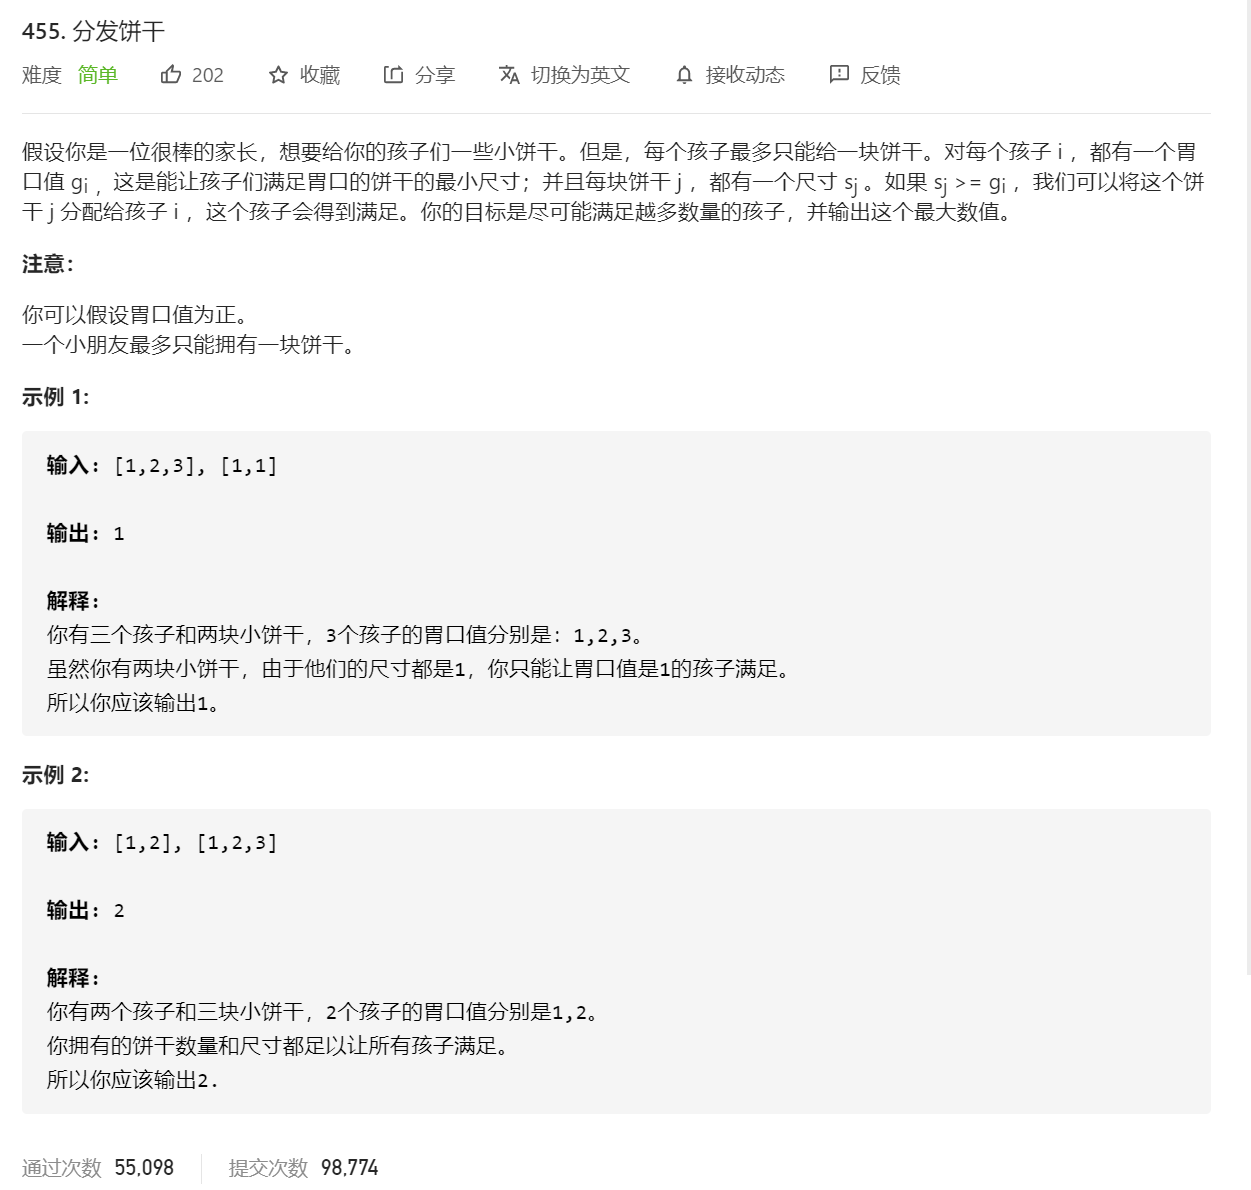 455. 分发饼干
难度 简单 202 收藏 分享 切换为英文 接收动态 反馈
假设你是一位很棒的家长，想要给你的孩子们一些小饼干。但是，每个孩子最多只能给一块饼干。对每个孩子 i ，都有一个胃
口值 gi ，这是能让孩子们满足胃口的饼干的最小尺寸；并且每块饼干 j ，都有一个尺寸 sj 。如果 sj >= gi ，我们可以将这个饼
干 j 分配给孩子 i ，这个孩子会得到满足。你的目标是尽可能满足越多数量的孩子，并输出这个最大数值。
注意：
你可以假设胃口值为正。
一个小朋友最多只能拥有一块饼干。
示例 1:
输入: [1,2,3], [1,1]
输出: 1
解释:
你有三个孩子和两块小饼干，3个孩子的胃口值分别是：1,2,3。
虽然你有两块小饼干，由于他们的尺寸都是1，你只能让胃口值是1的孩子满足。
所以你应该输出1。
示例 2:
输入: [1,2], [1,2,3]
输出: 2
解释:
你有两个孩子和三块小饼干，2个孩子的胃口值分别是1,2。
你拥有的饼干数量和尺寸都足以让所有孩子满足。
所以你应该输出2.
通过次数 55,098 提交次数 98,774